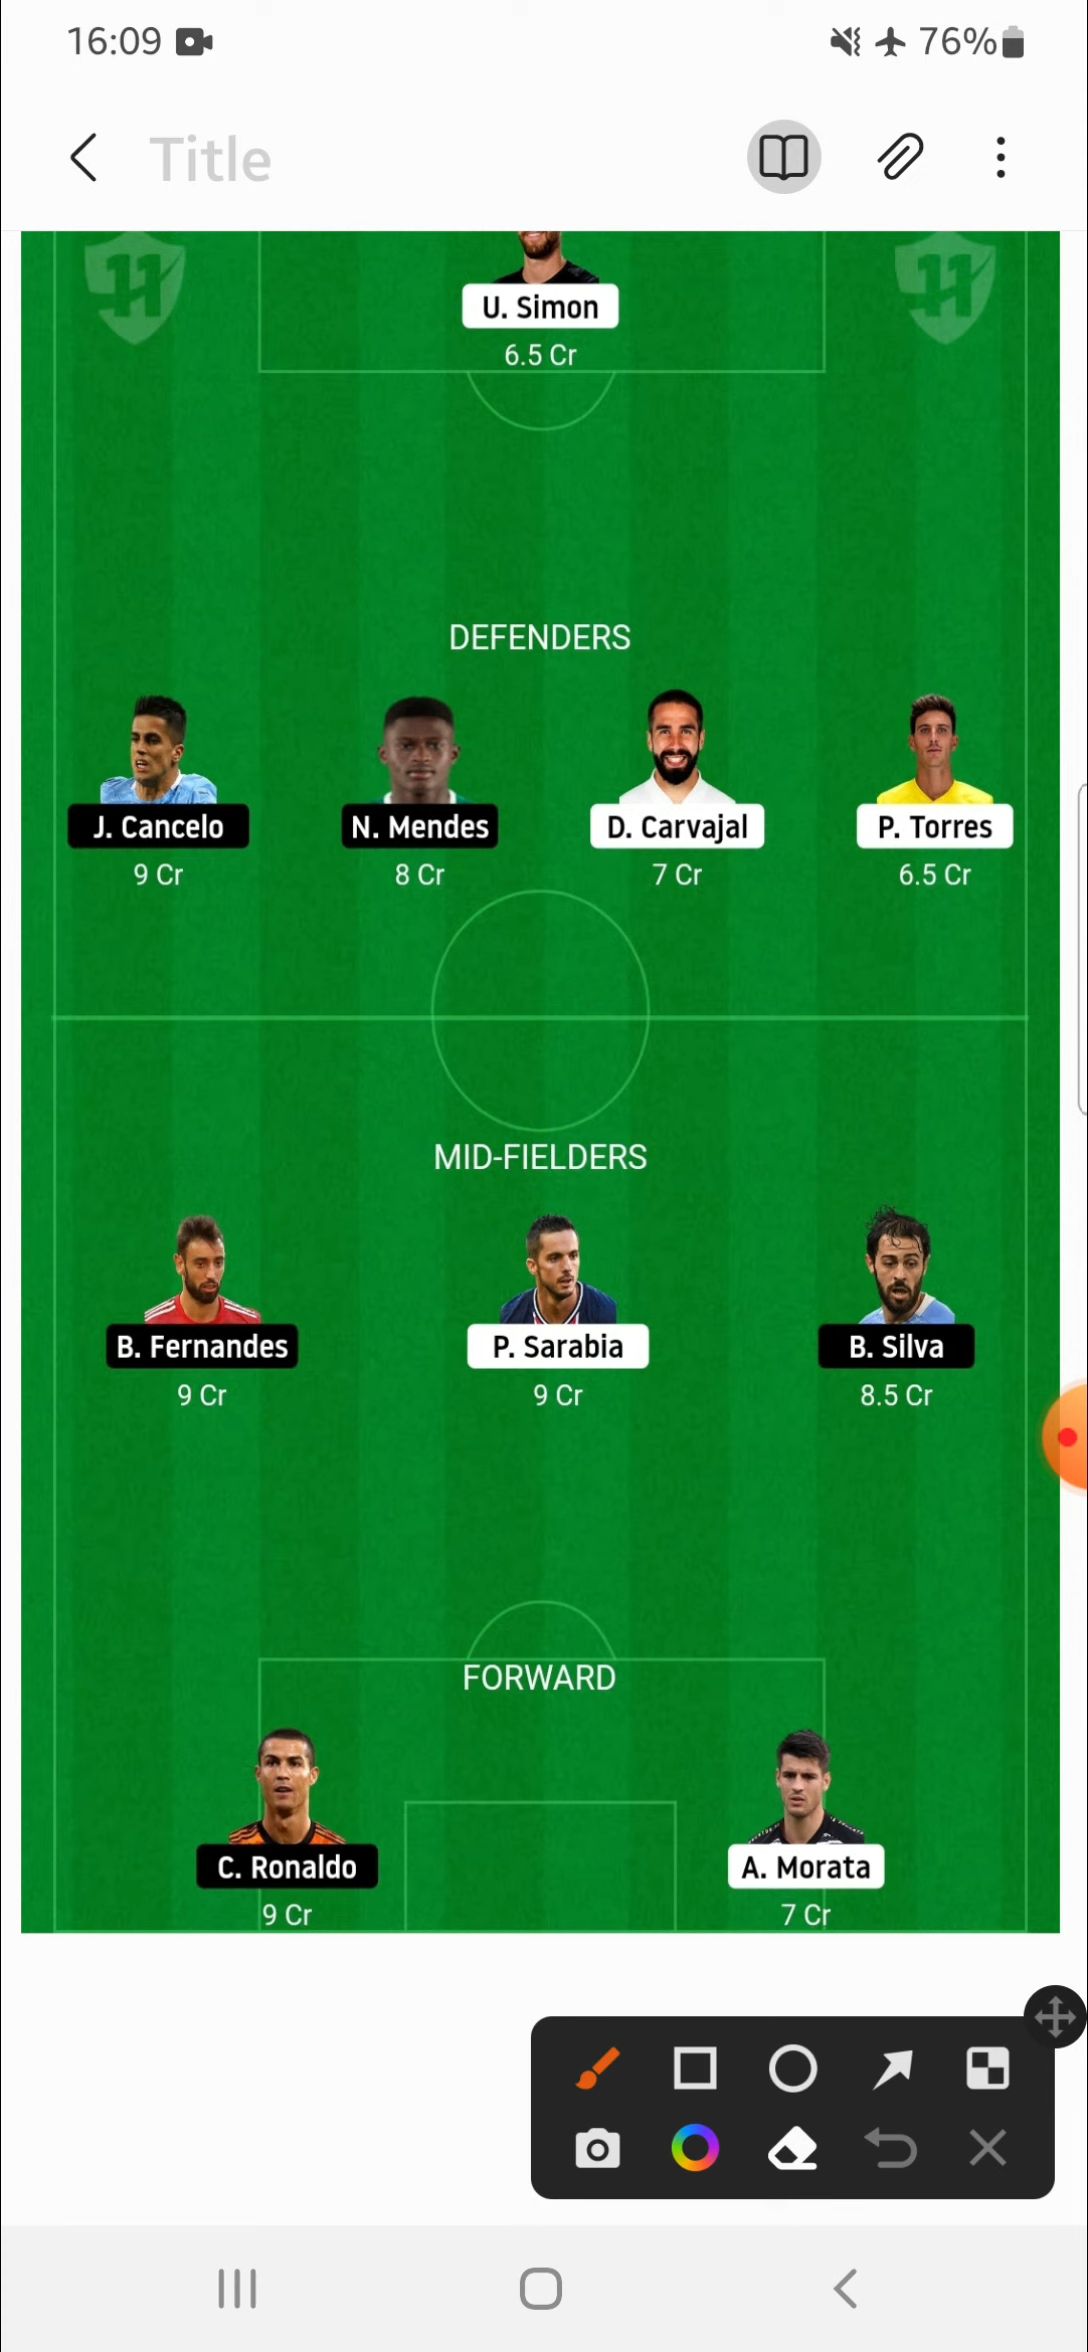 16:09
76%
Title
11
11
U. Simon
6.5 Cr
DEFENDERS
J. Cancelo
N. Mendes
D. Carvajal
P. Torres
9 Cr
8 Cr
7 Cr
6.5 Cr
MID-FIELDERS
B. Fernandes
P. Sarabia
B. Silva
9 Cr
9 Cr
8.5 Cr
FORWARD
C. Ronaldo
A. Morata
9 Cr
7 Cr